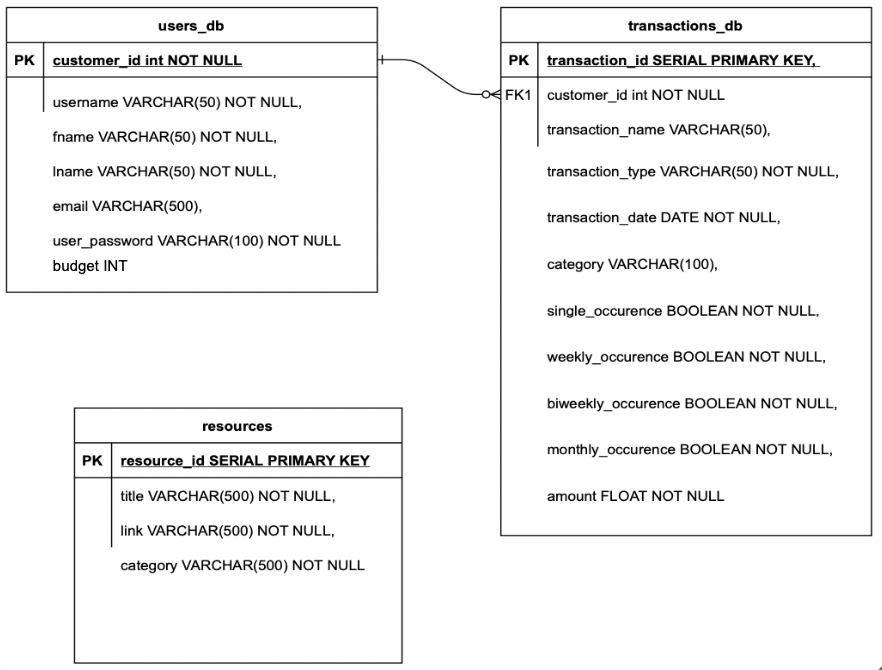 users_db
PK customer_id int NOT NULL
username VARCHAR(50) NOT NULL,
fname VARCHAR(50) NOT NULL,
lname VARCHAR(50) NOT NULL,
email VARCHAR(500),
user_password VARCHAR(100) NOT NULL
budget INT
transactions_db
PK transaction_id SERIAL PRIMARY KEY,
FK1 customer_id int NOT NULL
transaction_name VARCHAR(50),
transaction_type VARCHAR(50) NOT NULL,
transaction_date DATE NOT NULL,
category VARCHAR(100),
single_occurence BOOLEAN NOT NULL,
weekly_occurence BOOLEAN NOT NULL,
biweekly_occurence BOOLEAN NOT NULL,
monthly_occurence BOOLEAN NOT NULL,
amount FLOAT NOT NULL
resources
PK resource_id SERIAL PRIMARY KEY
title VARCHAR(500) NOT NULL,
link VARCHAR(500) NOT NULL,
category VARCHAR(500) NOT NULL